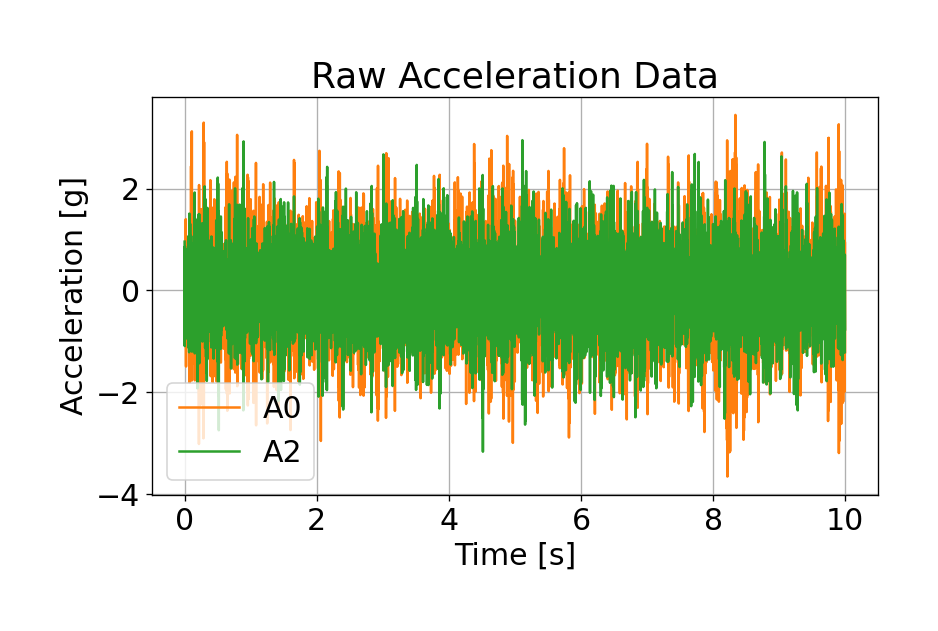 Raw Acceleration Data
Acceleration [g]
2
0
−2
−4
A0
A2
0 2 4 6 8 10
Time [s]